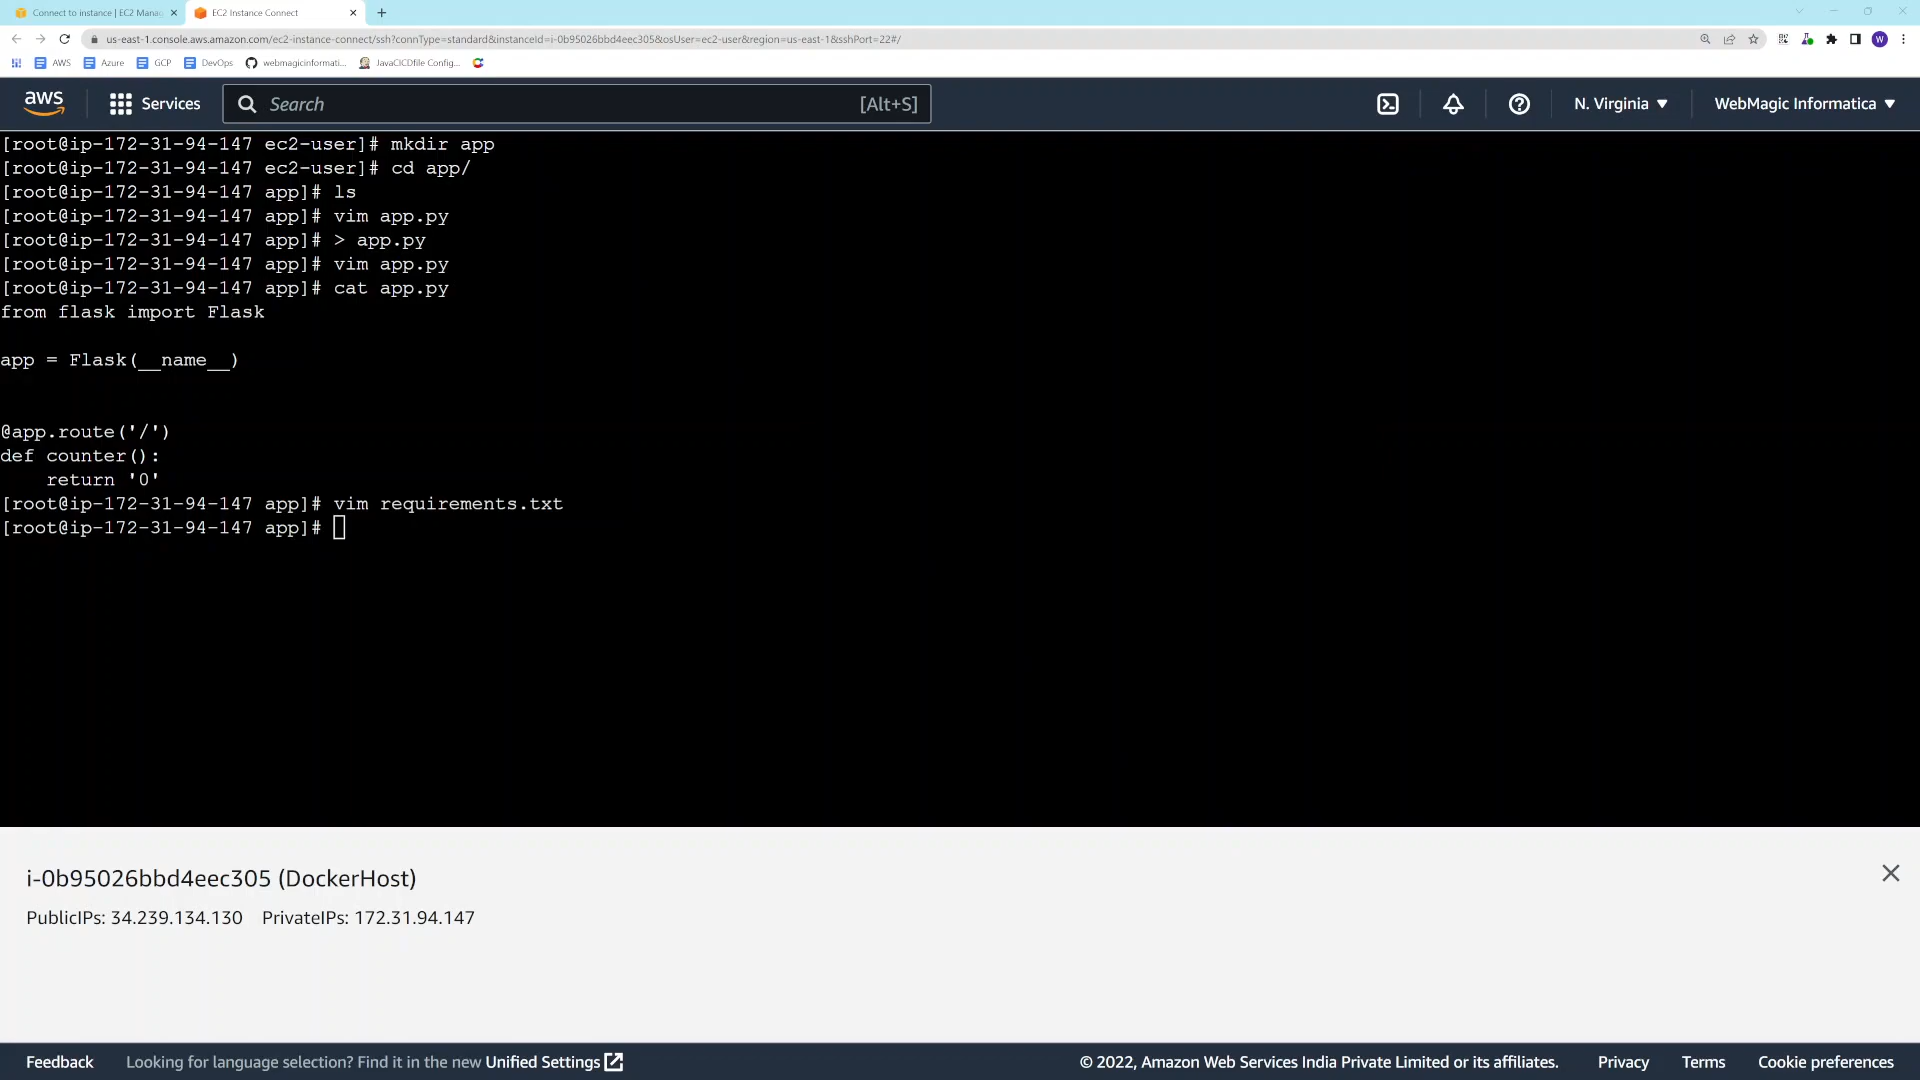 Connect to instance | EC2 Manag
EC2 Instance Connect
us-east-1.console.aws.amazon.com/ec2-instance-connect/ssh?connType=standard&instanceId=i-0b95026bbd4eec305&osUser=ec2-user&region=us-east-1&sshPort=22#/
W
AWS
Azure
GCP
DevOps
webmagicinformati...
JavaCICDfile Config...
aws
Services
Search
[Alt+S]
N. Virginia
WebMagic Informatica
[root@ip-172-31-94-147 ec2-user]# mkdir app
[root@ip-172-31-94-147 ec2-user]# cd app/
[root@ip-172-31-94-147 app]# ls
[root@ip-172-31-94-147 app]# vim app.py
[root@ip-172-31-94-147 app]# > app.py
[root@ip-172-31-94-147 app]# vim app.py
[root@ip-172-31-94-147 app]# cat app.py
from flask import Flask
app = Flask(__name__)
@app.route('/')
def counter():
    return '0'
[root@ip-172-31-94-147 app]# vim requirements.txt
[root@ip-172-31-94-147 app]#
i-0b95026bbd4eec305 (DockerHost)
PublicIPs: 34.239.134.130 PrivateIPs: 172.31.94.147
Feedback
Looking for language selection? Find it in the new Unified Settings
© 2022, Amazon Web Services India Private Limited or its affiliates.
Privacy
Terms
Cookie preferences